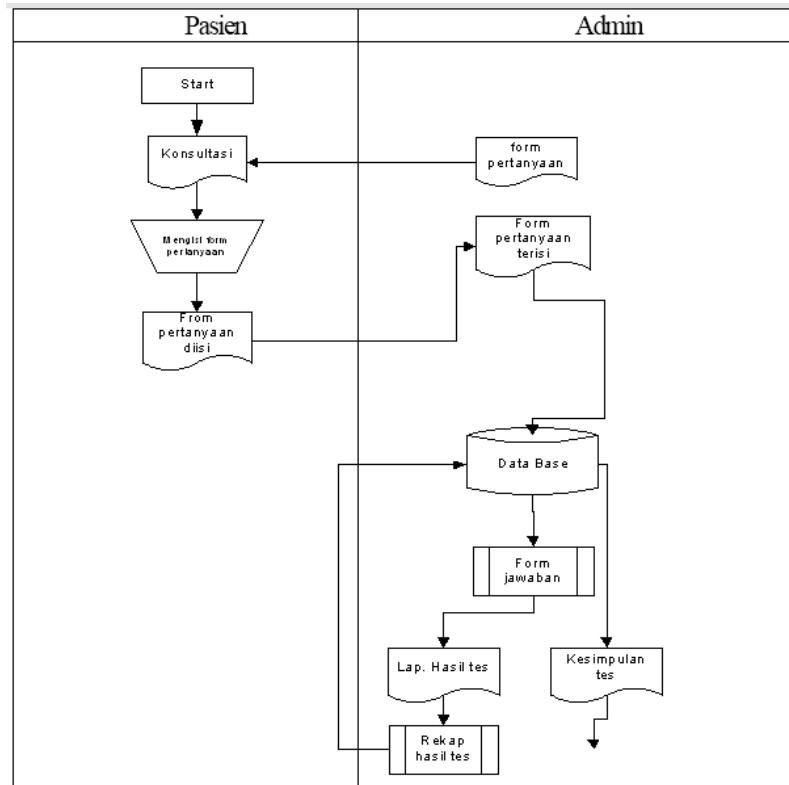 Pasien
Admin
Start
Konsultasi
form
pertanyaan
Mengisi form
pertanyaan
Form
pertanyaan
terisi
From
pertanyaan
diisi
Data Base
Form
jawaban
Lap. Hasil tes
Kesimpulan
tes
Rekap
hasil tes